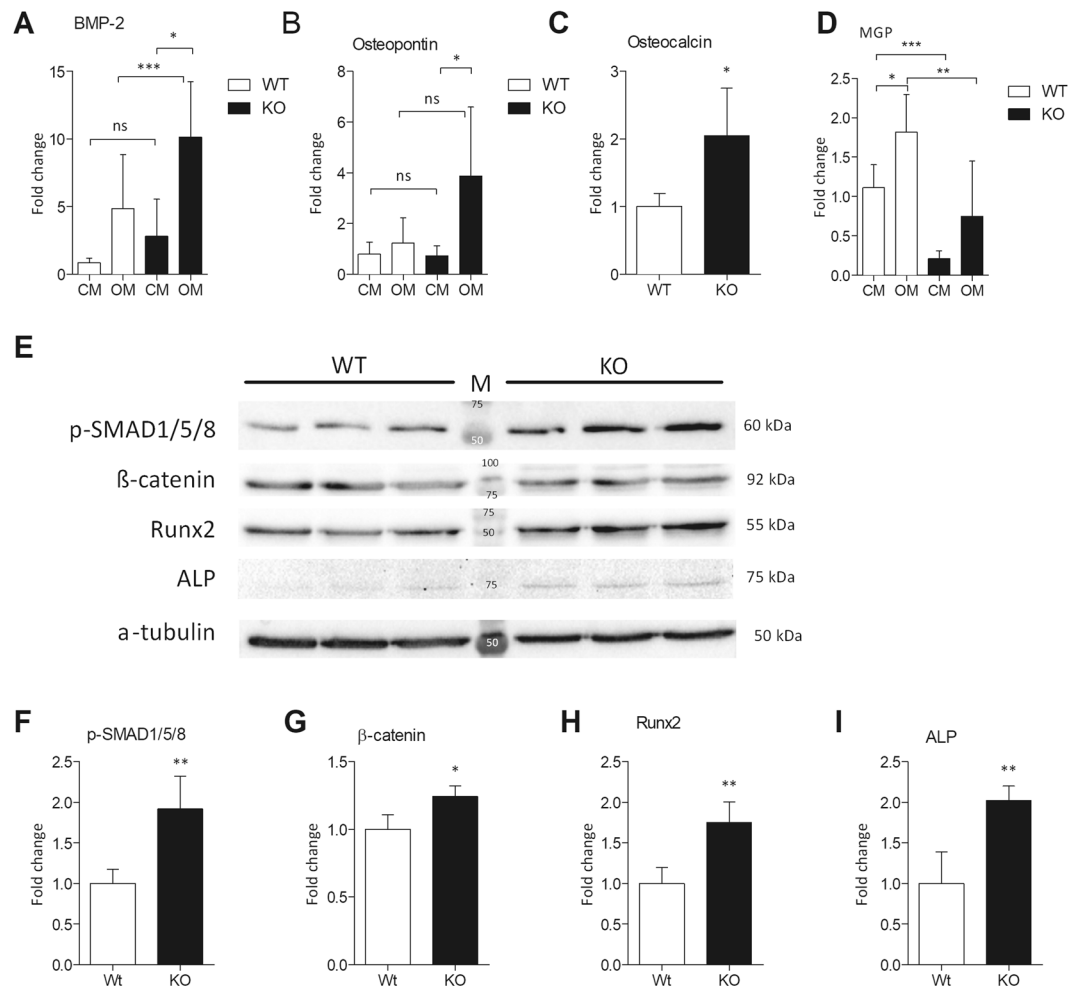 A BMP-2
*
***
ns
Fold change
15
10
5
0
CM OM CM OM
WT
KO
B Osteopontin
*
ns
ns
Fold change
8
6
4
2
0
CM OM CM OM
C Osteocalcin
*
Fold change
3
2
1
0
WT KO
D MGP
***
* **
Fold change
2.5
2.0
1.5
1.0
0.5
0.0
CM OM CM OM
WT
KO
E
WT M KO
p-SMAD1/5/8 75 50 60 kDa
ß-catenin 100 75 92 kDa
Runx2 75 50 55 kDa
ALP 75 75 kDa
a-tubulin 50 50 kDa
F p-SMAD1/5/8
**
Fold change
2.5
2.0
1.5
1.0
0.5
0.0
Wt KO
G β-catenin
*
Fold change
1.5
1.0
0.5
0.0
Wt KO
H Runx2
**
Fold change
2.5
2.0
1.5
1.0
0.5
0.0
Wt KO
I ALP
**
Fold change
2.5
2.0
1.5
1.0
0.5
0.0
Wt KO